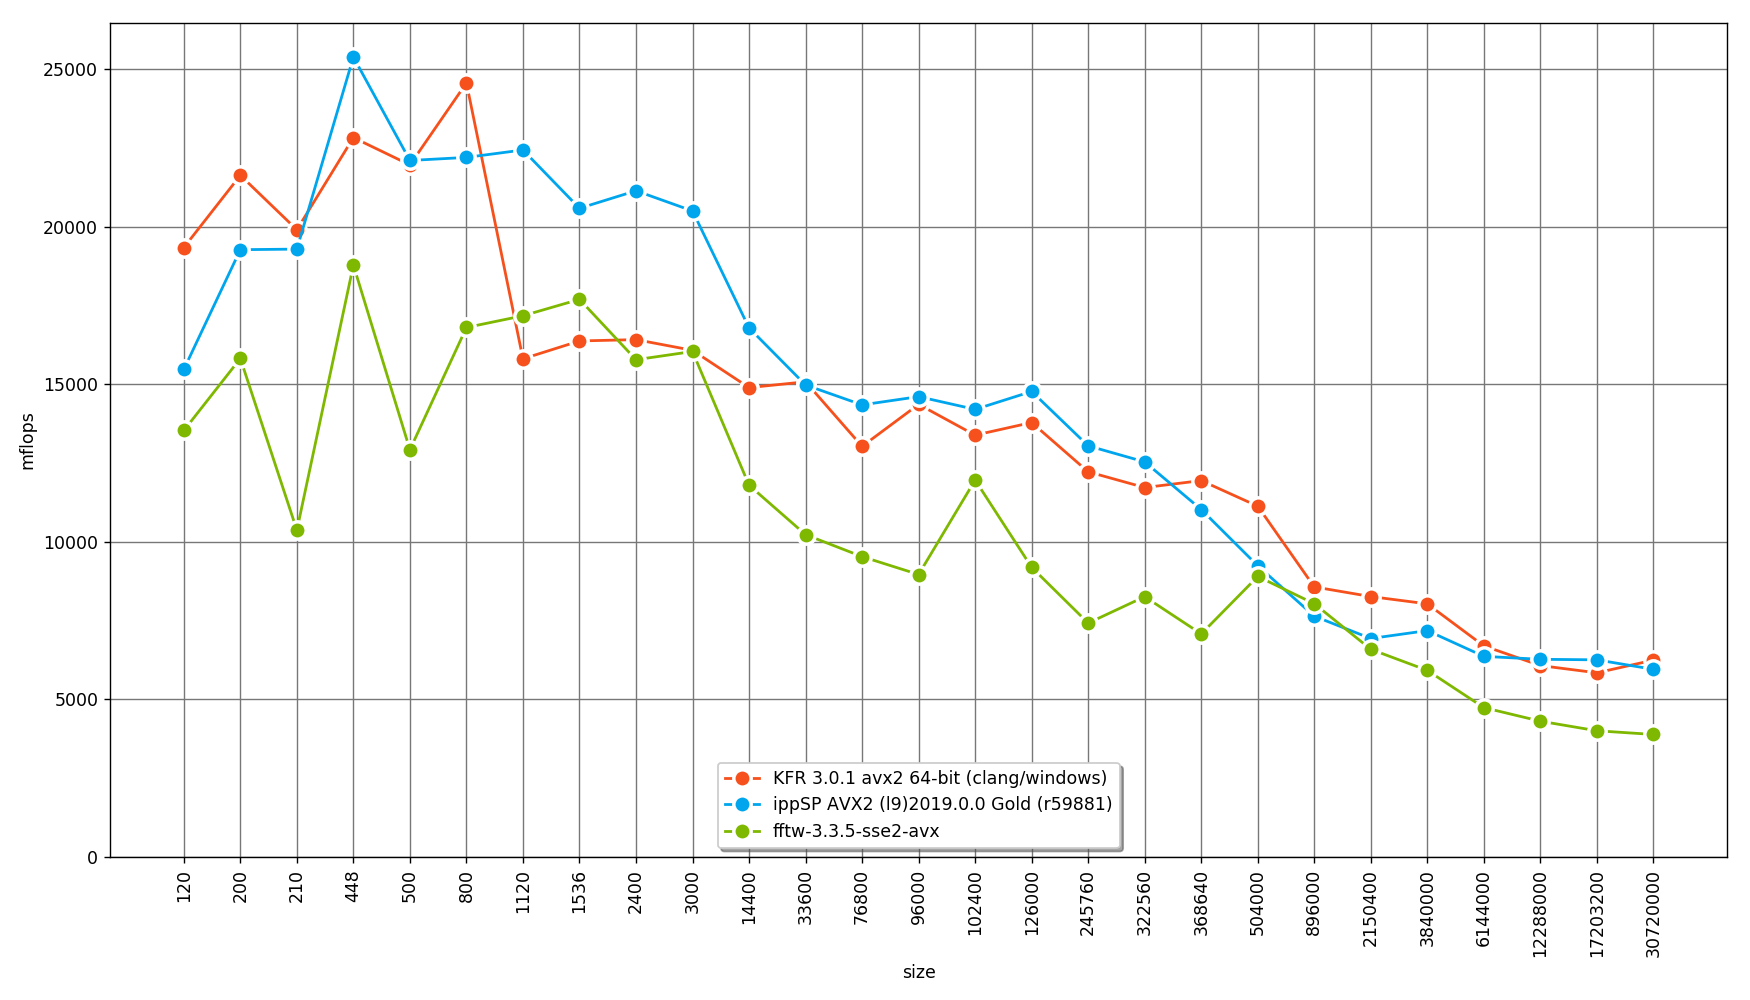 25000
20000
15000
10000
5000
0
mflops
KFR 3.0.1 avx2 64-bit (clang/windows)
ippSP AVX2 (l9)2019.0.0 Gold (r59881)
fftw-3.3.5-sse2-avx
120 200 210 448 500 800 1120 1536 2400 3000 14400 33600 76800 96000 102400 126000 245760 322560 368640 504000 896000 2150400 3840000 6144000 12288000 17203200 30720000
size